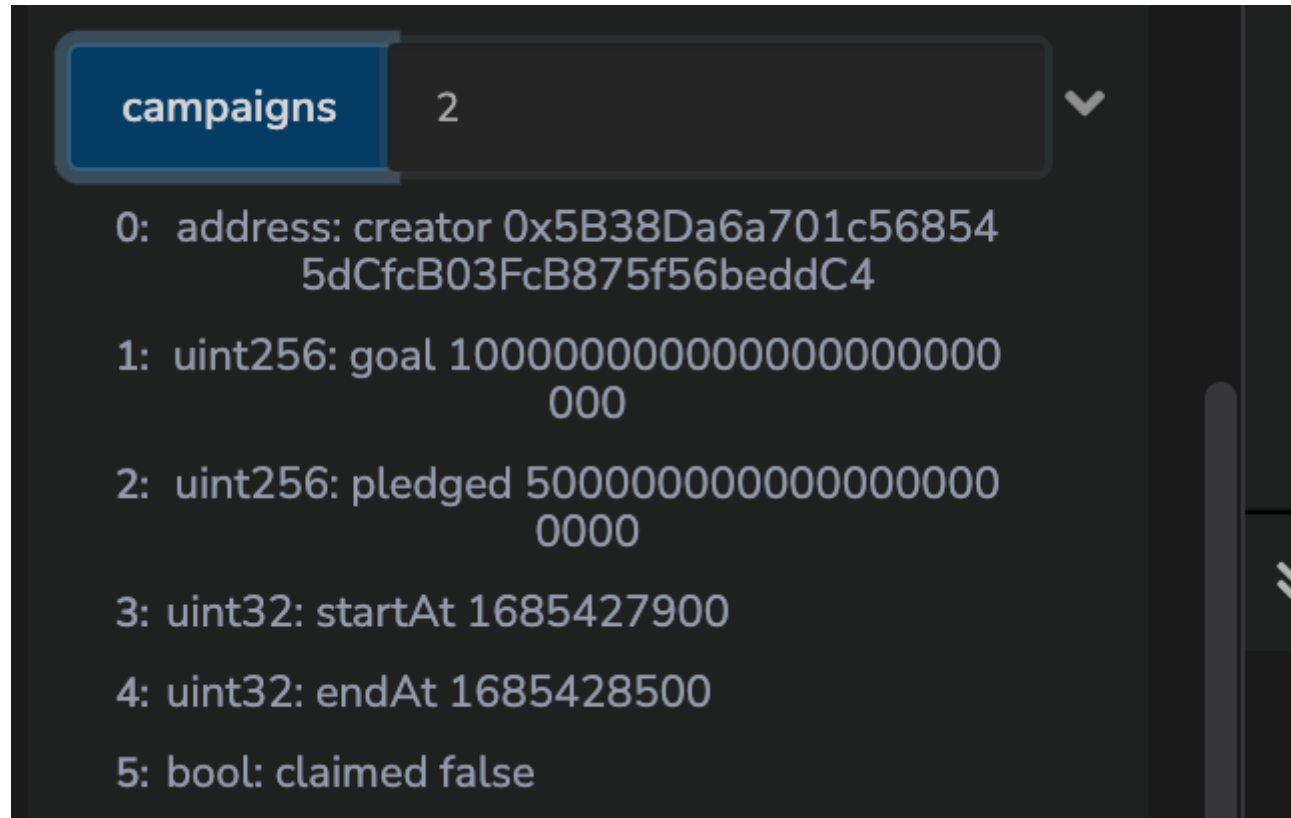 campaigns 2
0: address: creator 0x5B38Da6a701c56854
5dCfcB03FcB875f56beddC4
1: uint256: goal 100000000000000000000
000
2: uint256: pledged 500000000000000000
0000
3: uint32: startAt 1685427900
4: uint32: endAt 1685428500
5: bool: claimed false